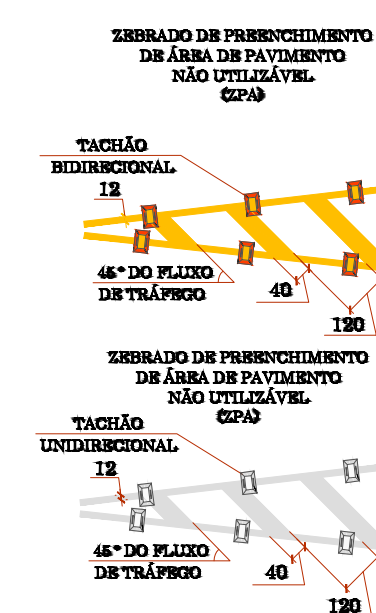 ZEBRADO DE PREENCHIMENTO
DE ÁREA DE PAVIMENTO
NÃO UTILIZÁVEL
(ZPA)
TACHÃO
BIDIRECIONAL
12
45° DO FLUXO
DE TRÁFEGO
40
120
ZEBRADO DE PREENCHIMENTO
DE ÁREA DE PAVIMENTO
NÃO UTILIZÁVEL
(ZPA)
TACHÃO
UNIDIRECIONAL
12
45° DO FLUXO
DE TRÁFEGO
40
120